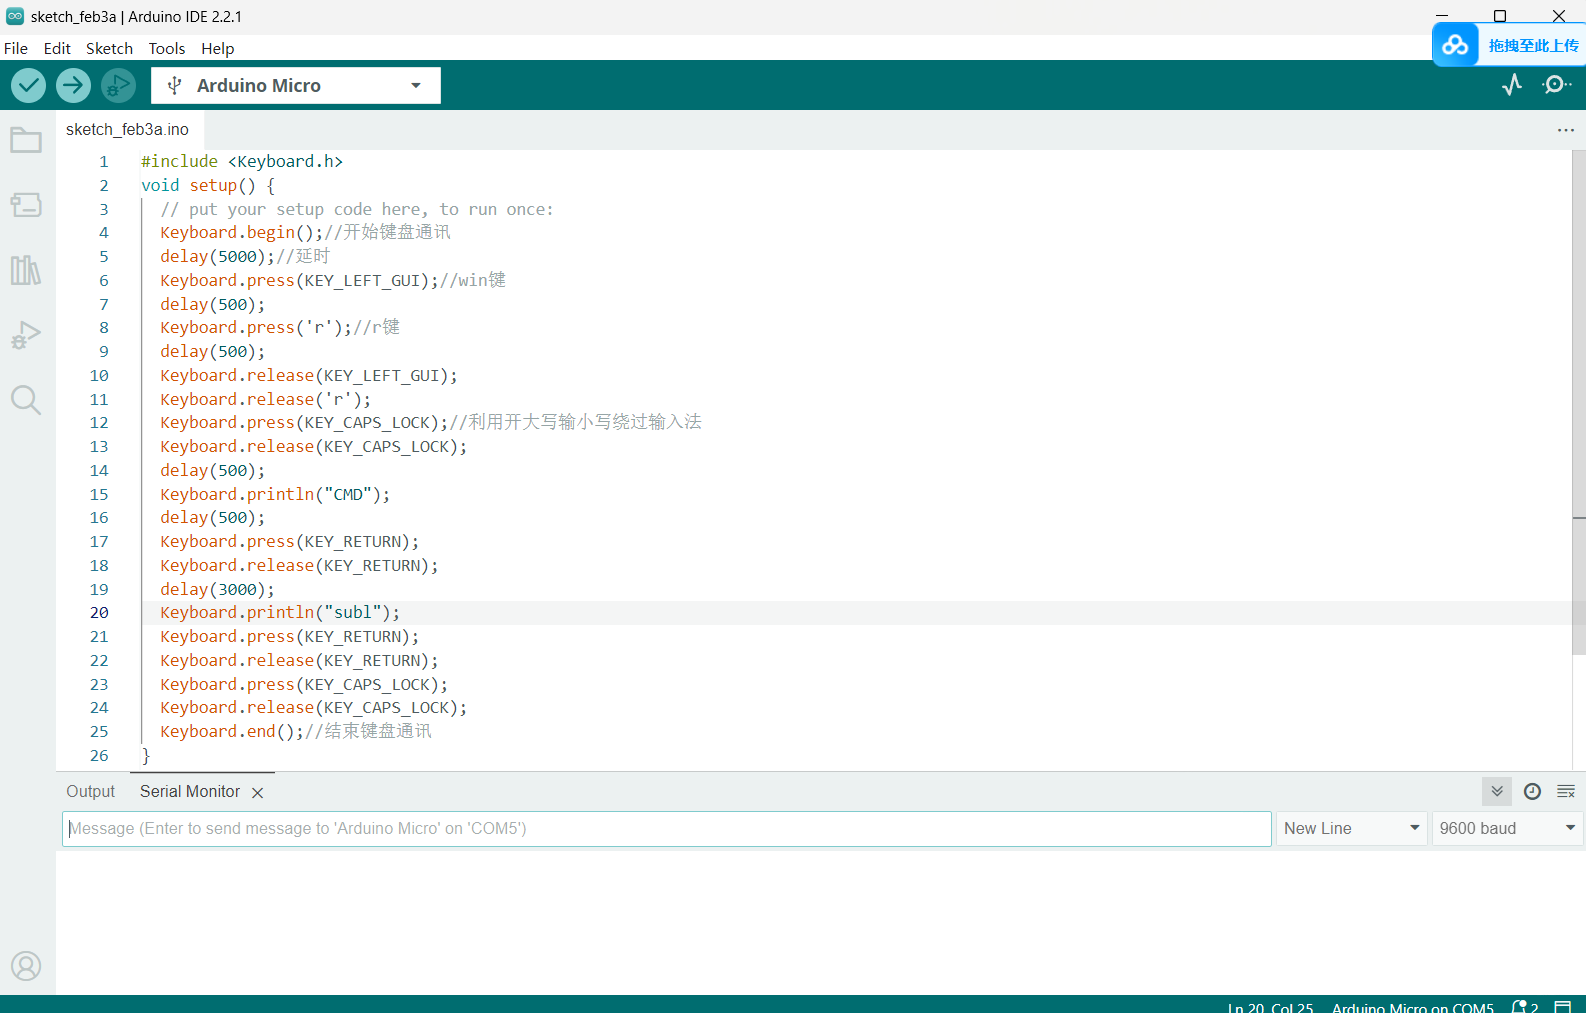 sketch_feb3a | Arduino IDE 2.2.1
File Edit Sketch Tools Help
拖拽至此上传
Arduino Micro
sketch_feb3a.ino
1 #include <Keyboard.h>
2 void setup() {
3 // put your setup code here, to run once:
4 Keyboard.begin();//开始键盘通讯
5 delay(5000);//延时
6 Keyboard.press(KEY_LEFT_GUI);//win键
7 delay(500);
8 Keyboard.press('r');//r键
9 delay(500);
10 Keyboard.release(KEY_LEFT_GUI);
11 Keyboard.release('r');
12 Keyboard.press(KEY_CAPS_LOCK);//利用开大写输小写绕过输入法
13 Keyboard.release(KEY_CAPS_LOCK);
14 delay(500);
15 Keyboard.println("CMD");
16 delay(500);
17 Keyboard.press(KEY_RETURN);
18 Keyboard.release(KEY_RETURN);
19 delay(3000);
20 Keyboard.println("subl");
21 Keyboard.press(KEY_RETURN);
22 Keyboard.release(KEY_RETURN);
23 Keyboard.press(KEY_CAPS_LOCK);
24 Keyboard.release(KEY_CAPS_LOCK);
25 Keyboard.end();//结束键盘通讯
26 }
Output Serial Monitor
Message (Enter to send message to 'Arduino Micro' on 'COM5')
New Line
9600 baud
Ln 20, Col 25 Arduino Micro on COM5 2